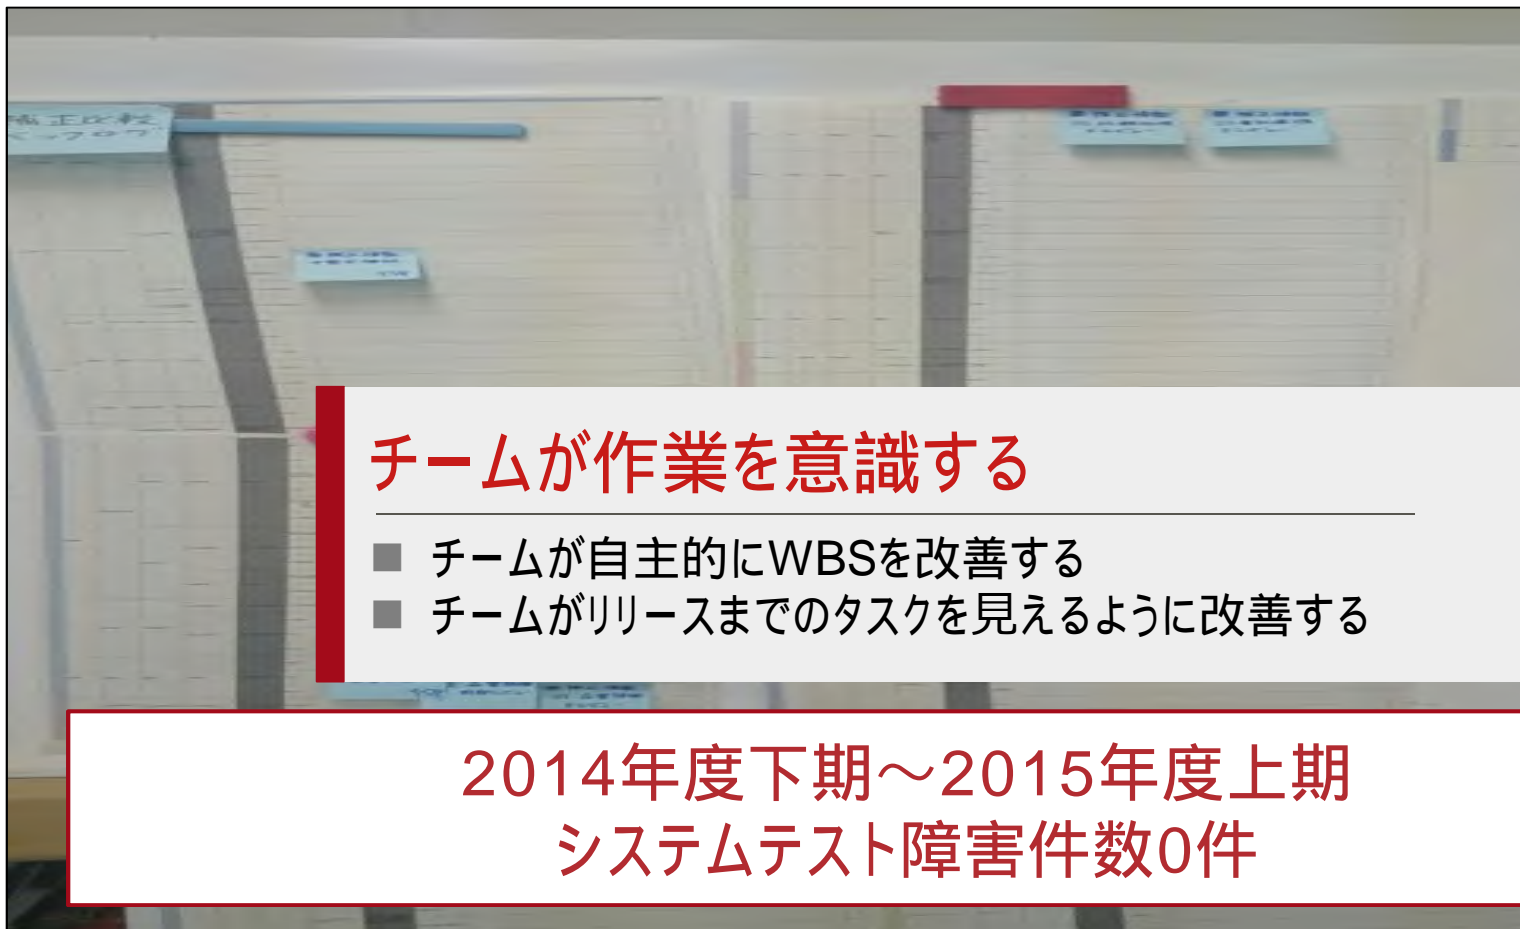 チームが作業を意識する
■ チームが自主的にWBSを改善する
■ チームがリリースまでのタスクを見えるように改善する
2014年度下期～2015年度上期
システムテスト障害件数0件